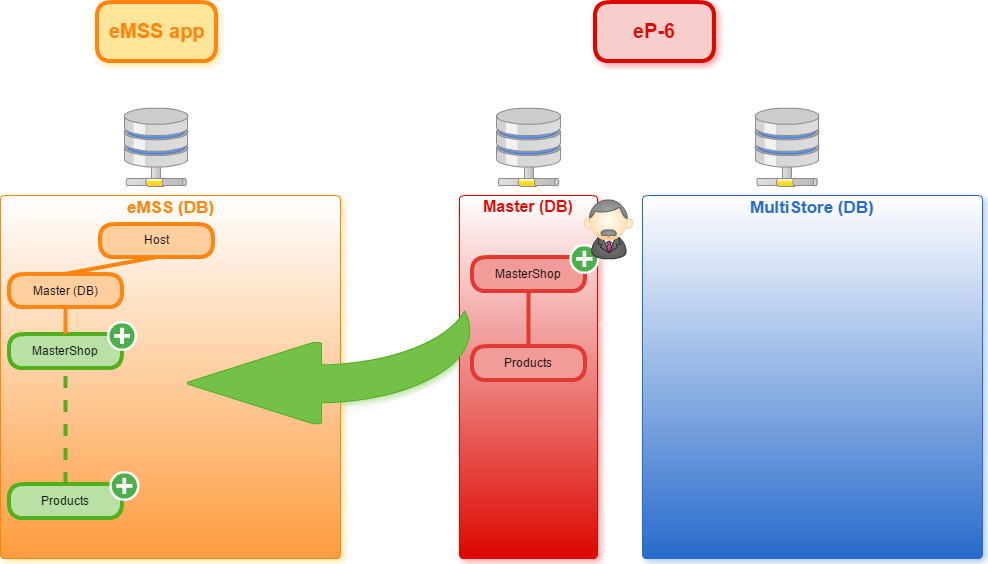 eMSS app
eP-6
eMSS (DB)
Master (DB)
MultiStore (DB)
Host
MasterShop
Master (DB)
MasterShop
Products
Products